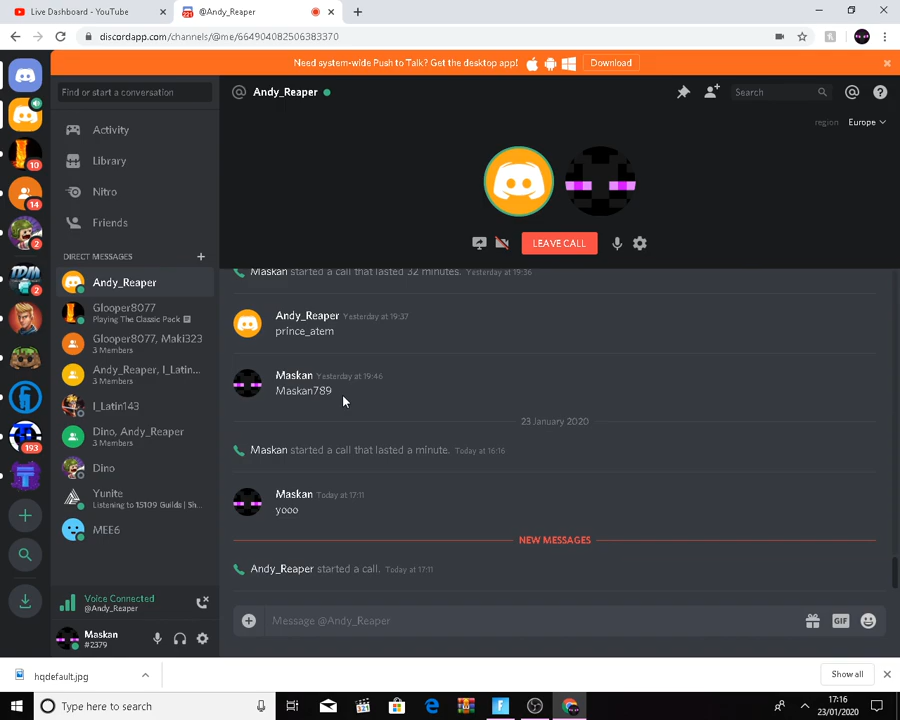 Live Dashboard - YouTube
@Andy_Reaper
discordapp.com/channels/@me/664904082506383370
Need system-wide Push to Talk? Get the desktop app!
Download
Find or start a conversation
Andy_Reaper
Search
region
Europe
Activity
Library
Nitro
Friends
DIRECT MESSAGES
Andy_Reaper
Glooper8077
Playing The Classic Pack
Glooper8077, Maki323
3 Members
Andy_Reaper, I_Latin...
3 Members
I_Latin143
Dino, Andy_Reaper
3 Members
Dino
Yunite
Listening to 15109 Guilds | Sh...
MEE6
Voice Connected
@Andy_Reaper
Maskan
#2379
10
14
2
2
193
LEAVE CALL
Maskan started a call that lasted 32 minutes. Yesterday at 19:36
Andy_Reaper Yesterday at 19:37
prince_atem
Maskan Yesterday at 19:46
Maskan789
23 January 2020
Maskan started a call that lasted a minute. Today at 16:16
Maskan Today at 17:11
yooo
NEW MESSAGES
Andy_Reaper started a call. Today at 17:11
Message @Andy_Reaper
GIF
hqdefault.jpg
Show all
Type here to search
17:16
23/01/2020